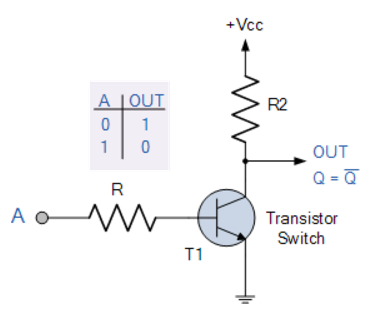 +Vcc
A OUT
0 1
1 0
R2
OUT
Q = Q̅
R
A
Transistor
Switch
T1